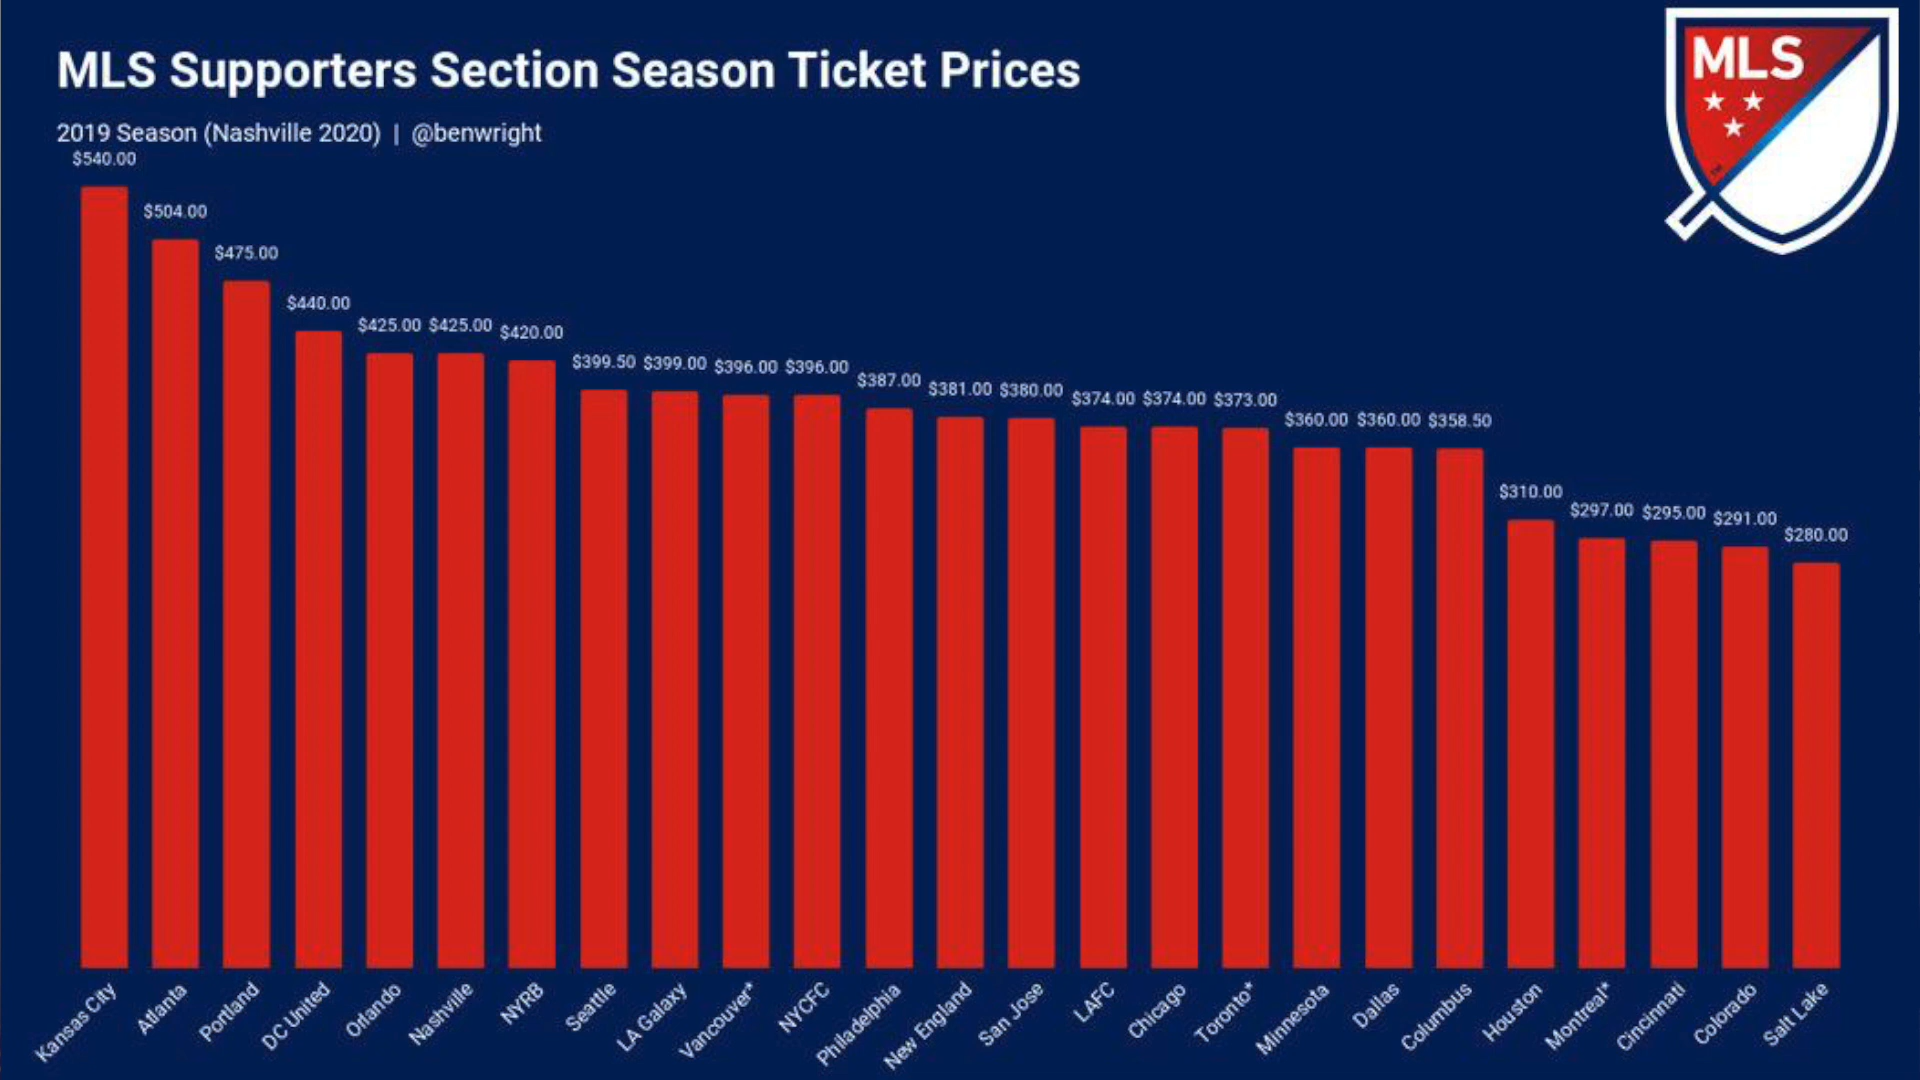 MLS Supporters Section Season Ticket Prices
2019 Season (Nashville 2020) | @benwright
MLS
TM
$540.00
$504.00
$475.00
$440.00
$425.00
$425.00
$420.00
$399.50
$399.00
$396.00
$396.00
$387.00
$381.00
$380.00
$374.00
$374.00
$373.00
$360.00
$360.00
$358.50
$310.00
$297.00
$295.00
$291.00
$280.00
Kansas City
Atlanta
Portland
DC United
Orlando
Nashville
NYRB
Seattle
LA Galaxy
Vancouver*
NYCFC
Philadelphia
New England
San Jose
LAFC
Chicago
Toronto*
Minnesota
Dallas
Columbus
Houston
Montreal*
Cincinnati
Colorado
Salt Lake